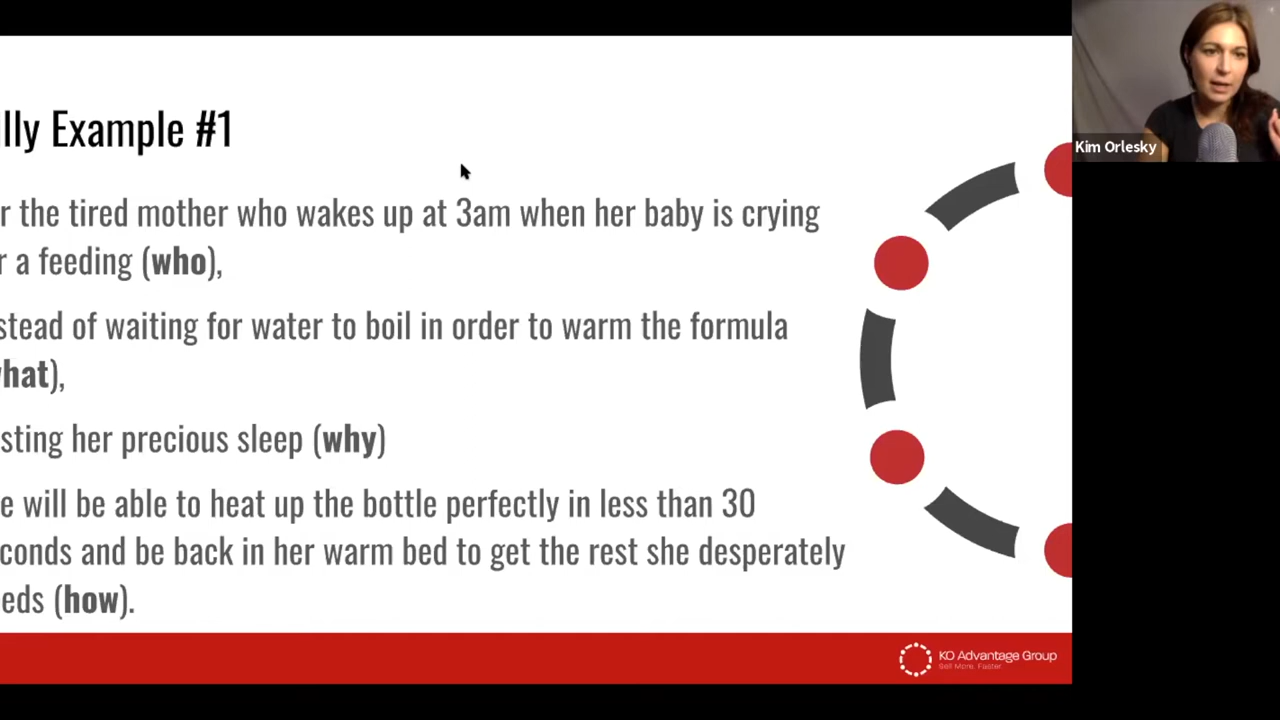 lly Example #1
r the tired mother who wakes up at 3am when her baby is crying
r a feeding (who),
stead of waiting for water to boil in order to warm the formula
hat),
sting her precious sleep (why)
e will be able to heat up the bottle perfectly in less than 30
conds and be back in her warm bed to get the rest she desperately
eds (how).
Kim Orlesky
KO Advantage Group
Sell More. Faster.